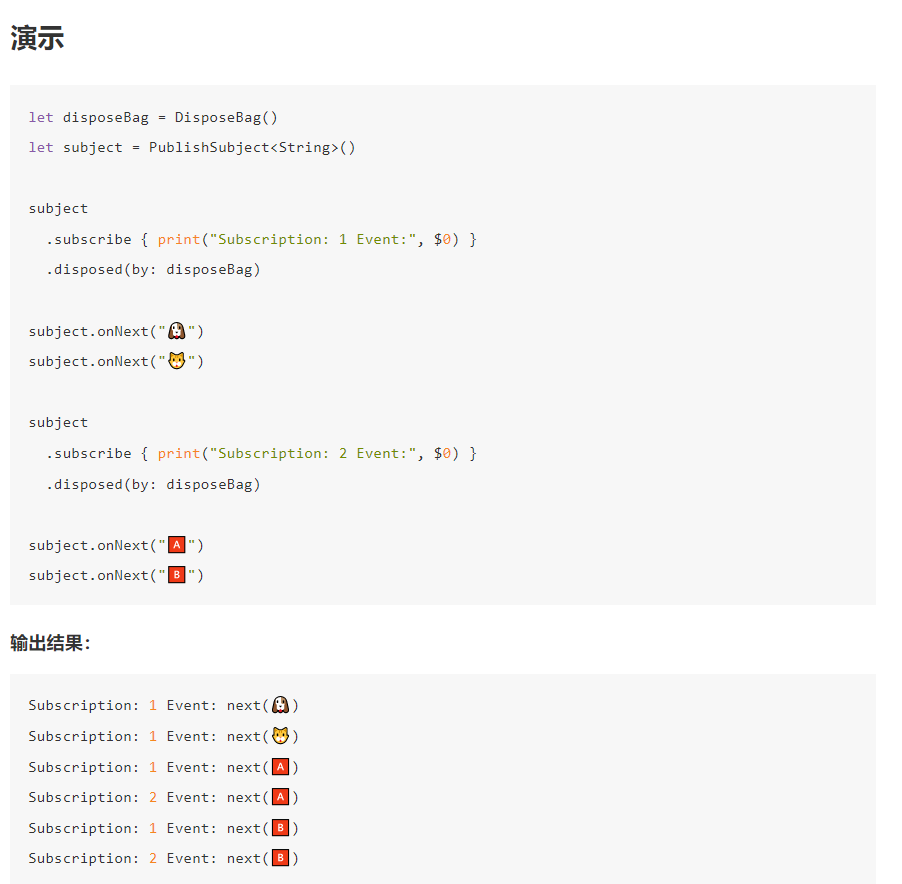 演示
let disposeBag = DisposeBag()
let subject = PublishSubject<String>()
subject
  .subscribe { print("Subscription: 1 Event:", $0) }
  .disposed(by: disposeBag)
subject.onNext("🐶")
subject.onNext("🐱")
subject
  .subscribe { print("Subscription: 2 Event:", $0) }
  .disposed(by: disposeBag)
subject.onNext("🅰️")
subject.onNext("🅱️")
输出结果：
Subscription: 1 Event: next(🐶)
Subscription: 1 Event: next(🐱)
Subscription: 1 Event: next(🅰️)
Subscription: 2 Event: next(🅰️)
Subscription: 1 Event: next(🅱️)
Subscription: 2 Event: next(🅱️)